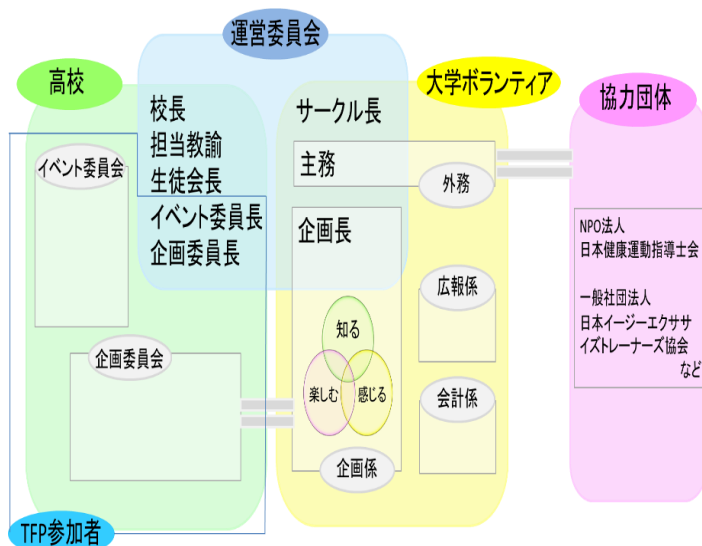 運営委員会
高校
大学ボランティア
協力団体
校長
担当教諭
生徒会長
イベント委員長
企画委員長
イベント委員会
企画委員会
TFP参加者
サークル長
主務
外務
企画長
知る
楽しむ
感じる
企画係
広報係
会計係
NPO法人
日本健康運動指導士会
一般社団法人
日本イージーエクササ
イズトレーナーズ協会
など